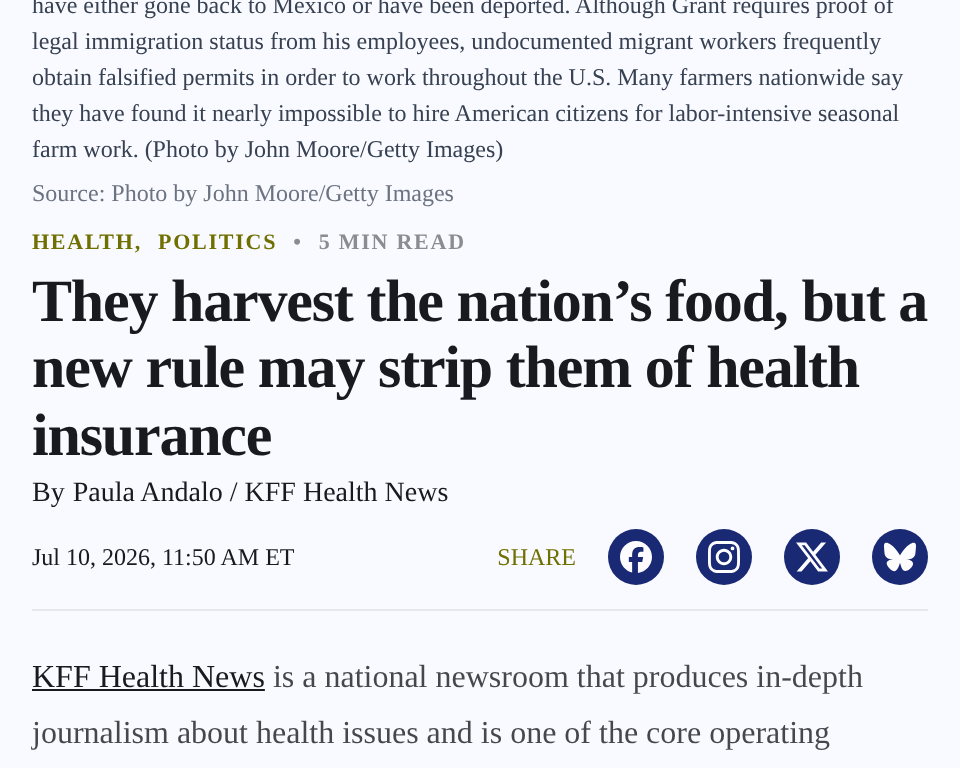 have either gone back to Mexico or have been deported. Although Grant requires proof of
legal immigration status from his employees, undocumented migrant workers frequently
obtain falsified permits in order to work throughout the U.S. Many farmers nationwide say
they have found it nearly impossible to hire American citizens for labor-intensive seasonal
farm work. (Photo by John Moore/Getty Images)
Source: Photo by John Moore/Getty Images
HEALTH, POLITICS • 5 MIN READ
They harvest the nation’s food, but a
new rule may strip them of health
insurance
By Paula Andalo / KFF Health News
Jul 10, 2026, 11:50 AM ET SHARE
KFF Health News is a national newsroom that produces in-depth
journalism about health issues and is one of the core operating